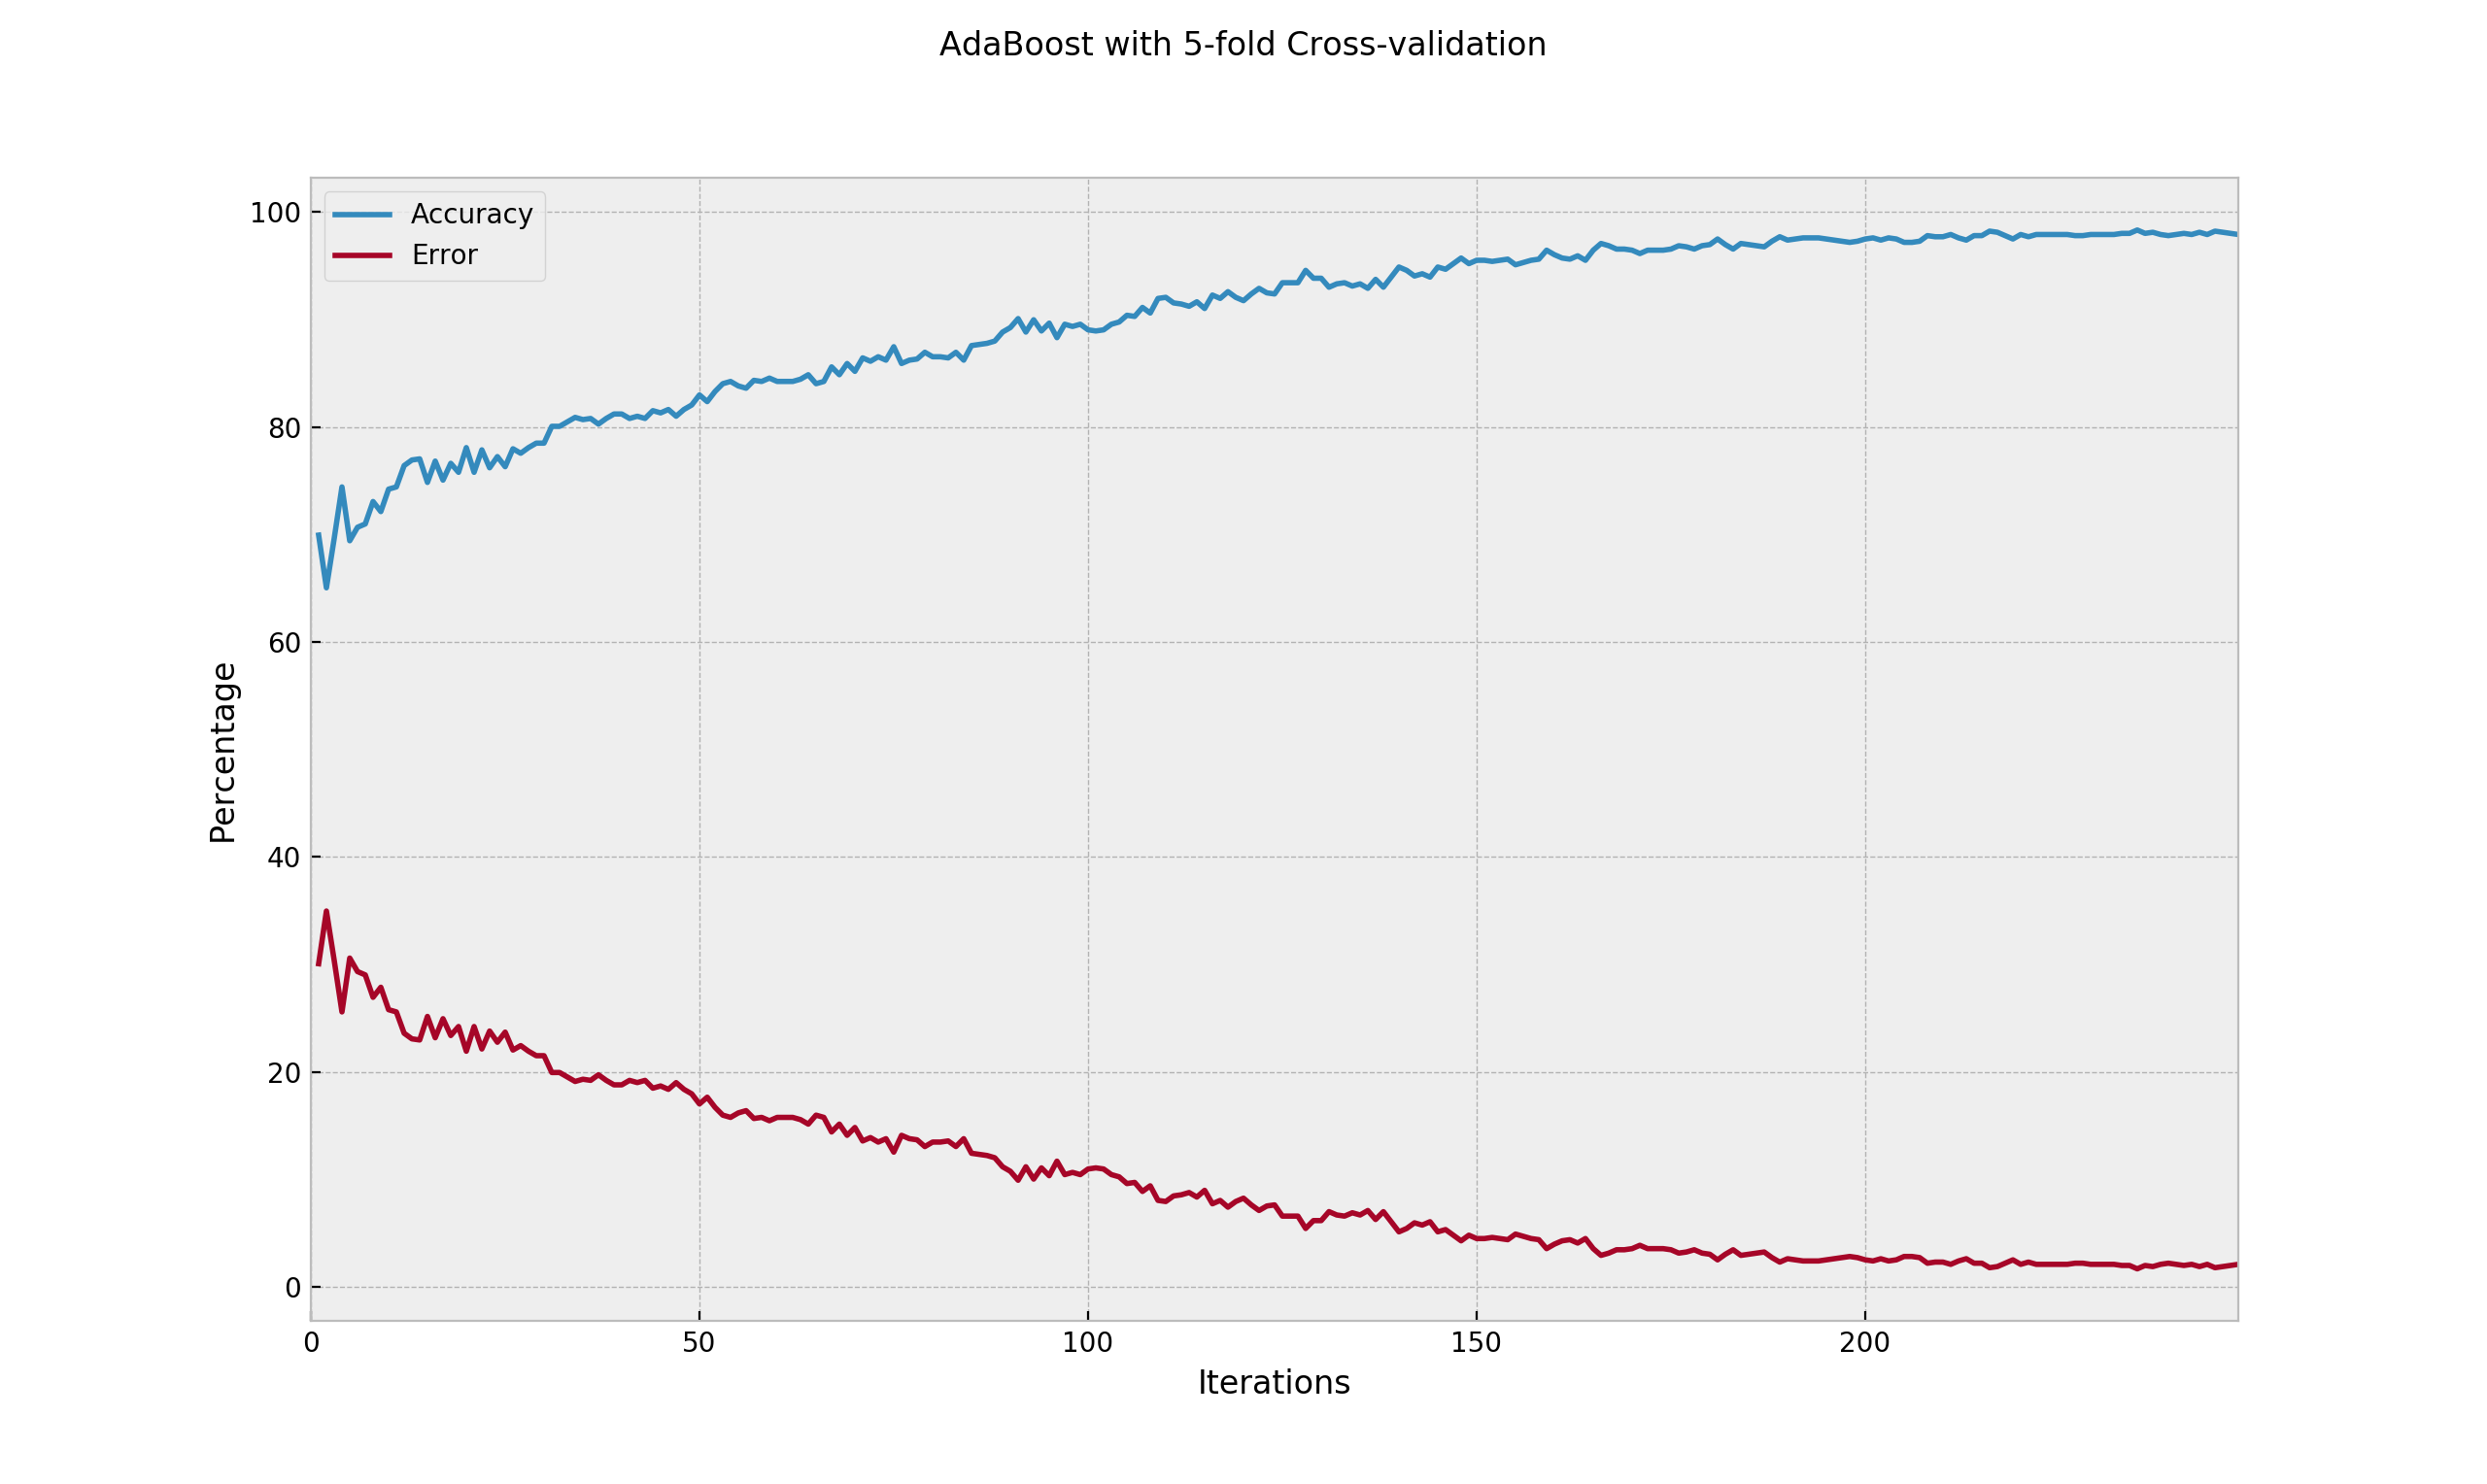 AdaBoost with 5-fold Cross-validation
Accuracy
Error
100
80
60
40
20
0
Percentage
0 50 100 150 200
Iterations